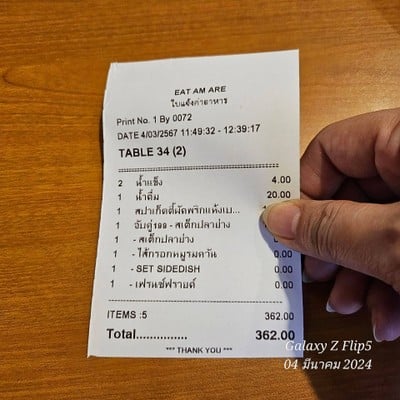 EAT AM ARE
ใบแจ้งค่าอาหาร
Print No. 1 By 0072
DATE 4/03/2567 11:49:32 - 12:39:17
TABLE 34 (2)
2 น้ำแข็ง 4.00
1 น้ำดื่ม 20.00
1 สปาเก็ตตี้ผัดพริกแห้งเบ...
1 จับคู่199 - สเต็กปลาย่าง
1 - สเต็กปลาย่าง
1 - ไส้กรอกหมูรมควัน 0.00
1 - SET SIDEDISH 0.00
1 - เฟรนช์ฟรายด์ 0.00
ITEMS :5 362.00
Total............... 362.00
*** THANK YOU ***
Galaxy Z Flip5
04 มีนาคม 2024